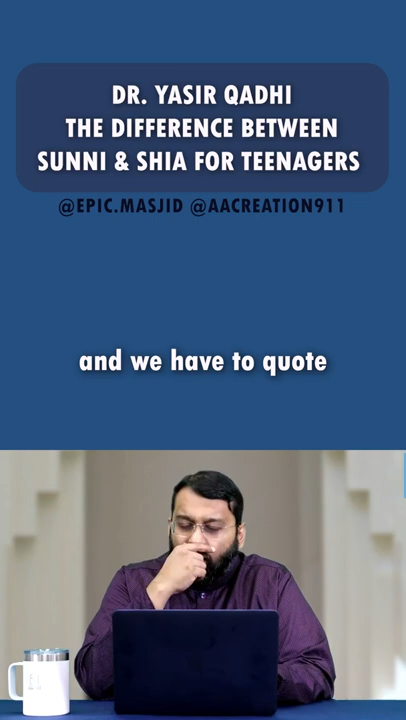 DR. YASIR QADHI
THE DIFFERENCE BETWEEN
SUNNI & SHIA FOR TEENAGERS
@EPIC.MASJID @AACREATION911
and we have to quote